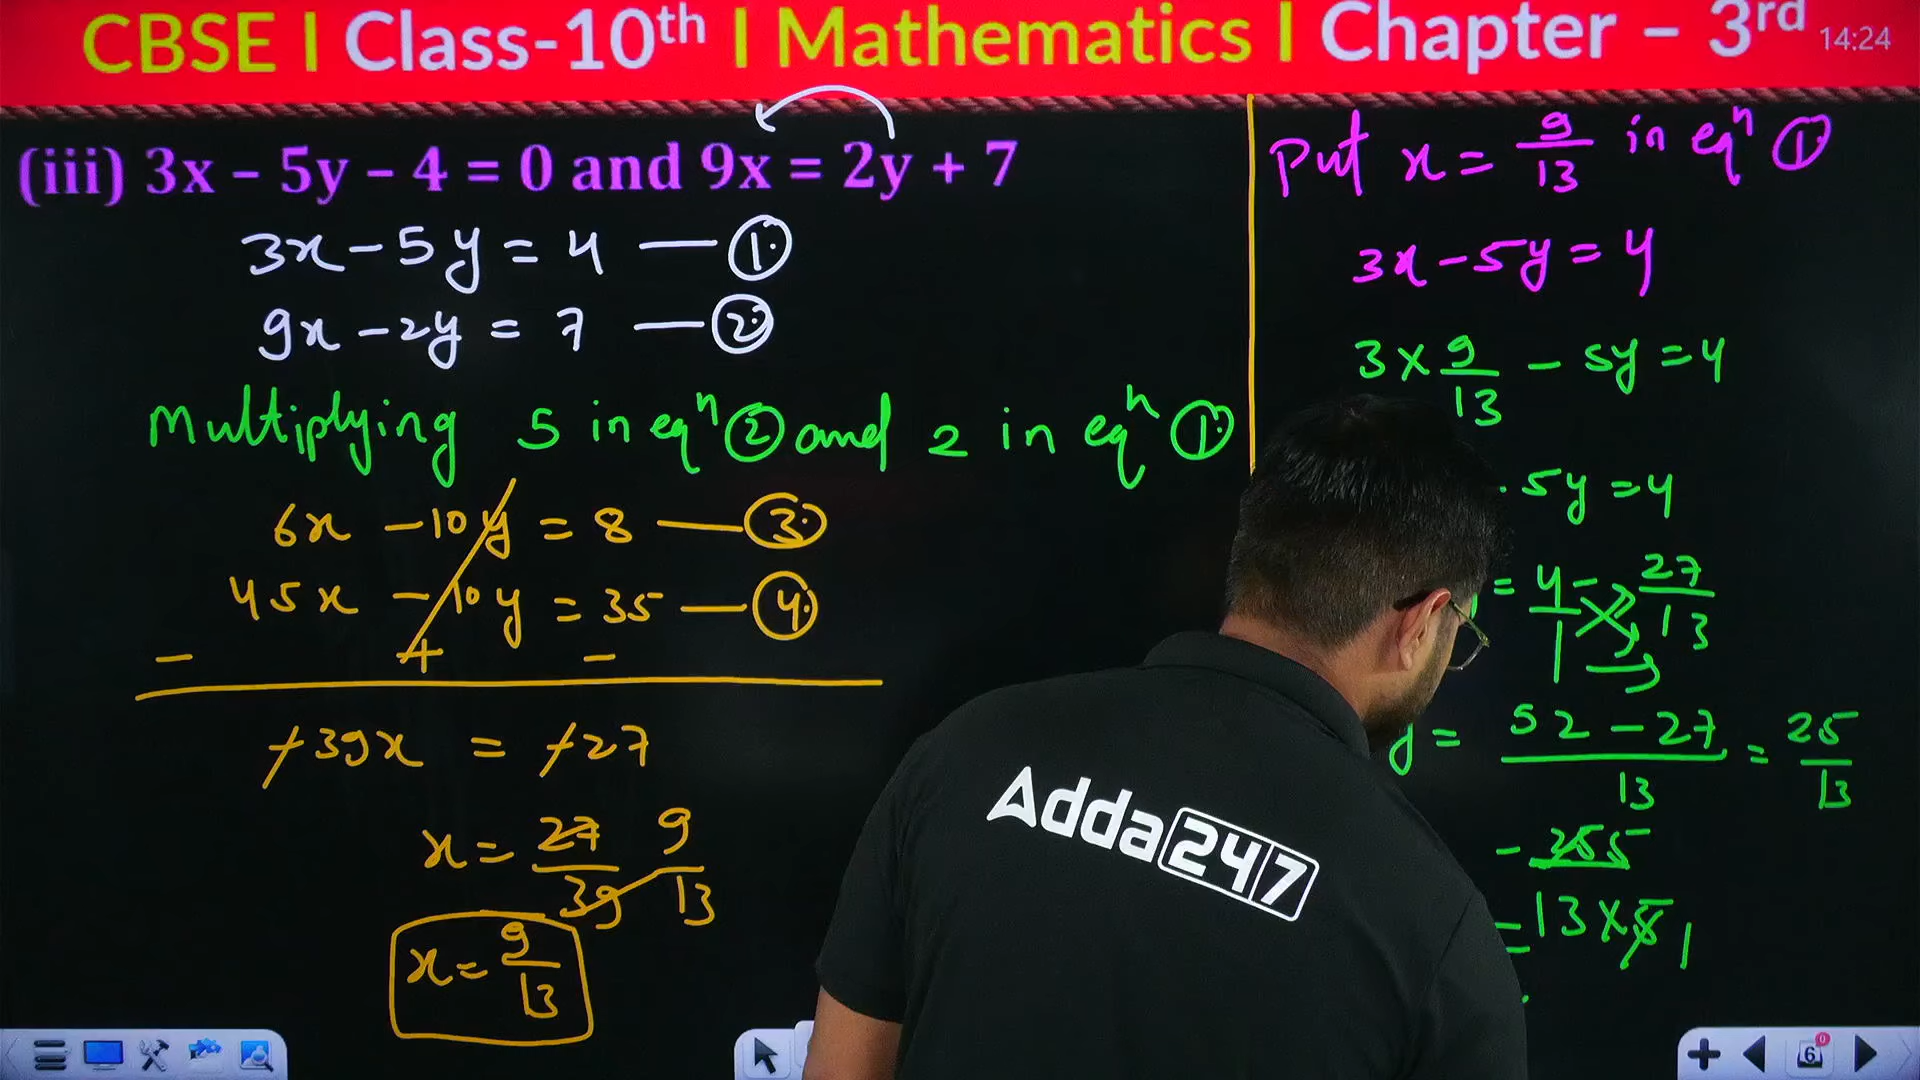 CBSE I Class-10th I Mathematics I Chapter – 3rd
14:24
(iii) 3x – 5y – 4 = 0 and 9x = 2y + 7
3x - 5y = 4 — ①
9x - 2y = 7 — ②
Multiplying 5 in eqⁿ ② and 2 in eqⁿ ①
6x - 10y = 8 — ③
45x - 10y = 35 — ④
- + -
-39x = -27
x = 27/39 9/13
x = 9/13
Put x = 9/13 in eqⁿ ①
3x - 5y = 4
3 × 9/13 - 5y = 4
5y = 4
= 4/1 - 27/13
y = 52 - 27/13 = 25/13
13 × 5 1
Adda247
6
0